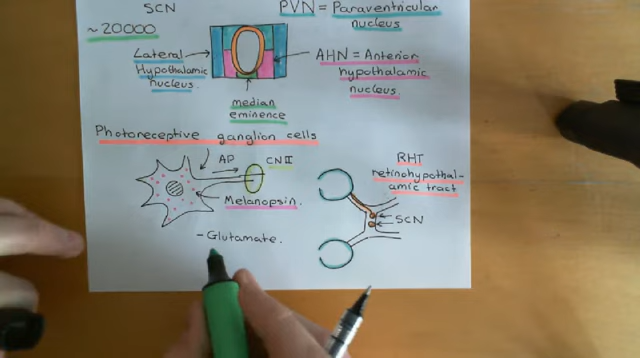 SCN
PVN = Paraventricular
nucleus
~20000
Lateral
Hypothalamic
nucleus.
AHN = Anterior
hypothalamic
nucleus.
median
eminence
Photoreceptive ganglion cells
AP
CN II
Melanopsin.
- Glutamate.
RHT
retinohypothal-
amic tract
SCN